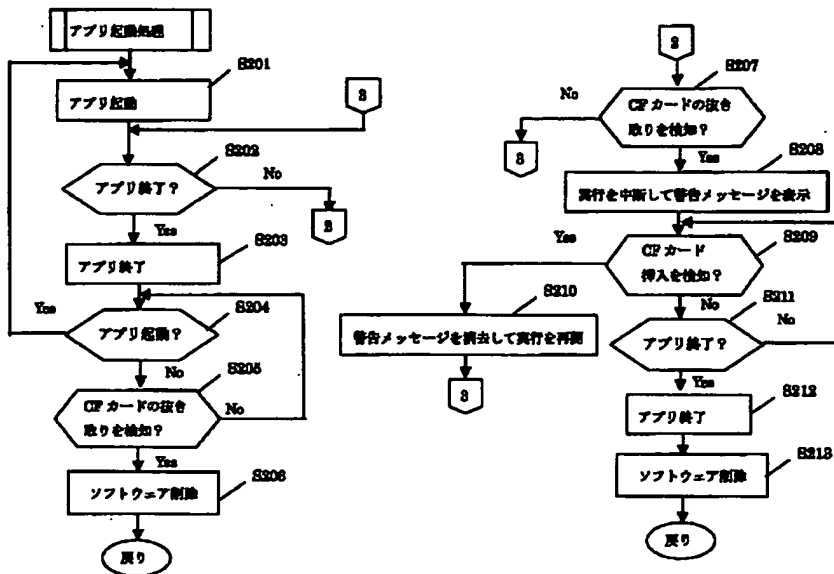 アプリ起動処理
S201
アプリ起動
3
S202
アプリ終了?
No
2
Yes
S203
アプリ終了
Yes
S204
アプリ起動?
No
S205
CFカードの抜き
取りを検知?
No
Yes
S206
ソフトウェア削除
戻り
2
S207
No
CFカードの抜き
取りを検知?
3
Yes
S208
実行を中断して警告メッセージを表示
Yes
S209
CFカード
挿入を検知?
S210
No
S211
警告メッセージを消去して実行を再開
アプリ終了?
No
3
Yes
S212
アプリ終了
S213
ソフトウェア削除
戻り